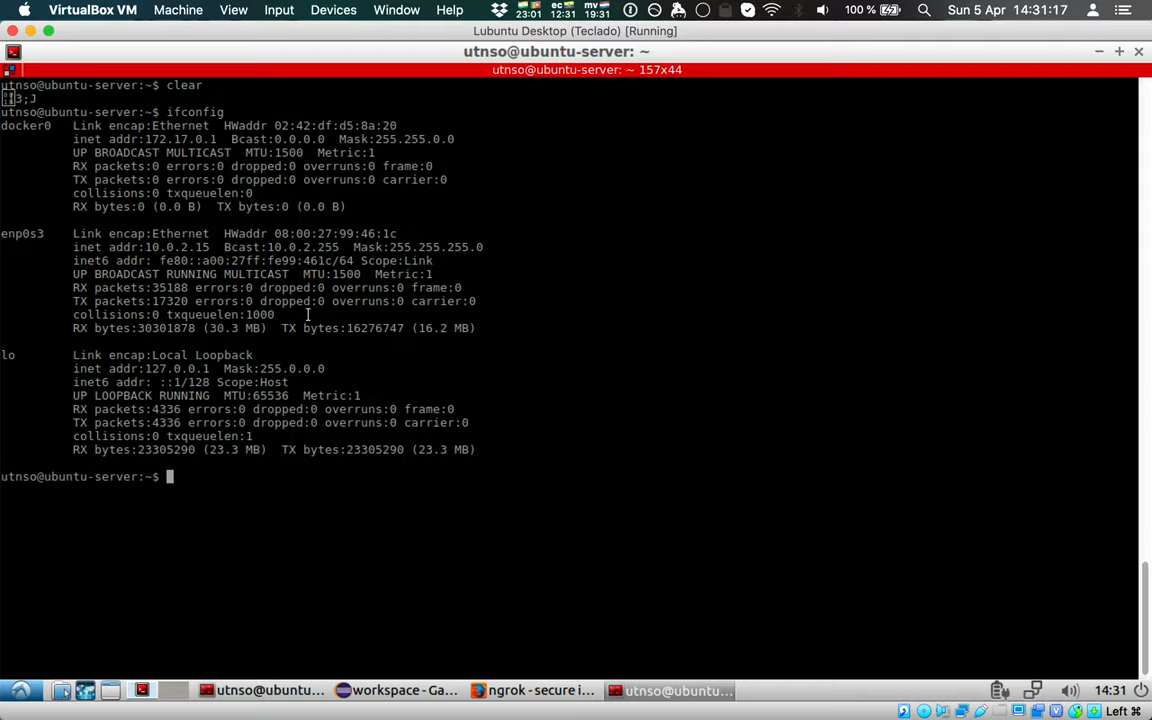 VirtualBox VM Machine View Input Devices Window Help 23:01 ec 12:31 mv 19:31 100 % Sun 5 Apr 14:31:17
Lubuntu Desktop (Teclado) [Running]
utnso@ubuntu-server: ~
utnso@ubuntu-server: ~ 157x44
utnso@ubuntu-server:~$ clear
3;J
utnso@ubuntu-server:~$ ifconfig
docker0 Link encap:Ethernet HWaddr 02:42:df:d5:8a:20
inet addr:172.17.0.1 Bcast:0.0.0.0 Mask:255.255.0.0
UP BROADCAST MULTICAST MTU:1500 Metric:1
RX packets:0 errors:0 dropped:0 overruns:0 frame:0
TX packets:0 errors:0 dropped:0 overruns:0 carrier:0
collisions:0 txqueuelen:0
RX bytes:0 (0.0 B) TX bytes:0 (0.0 B)
enp0s3 Link encap:Ethernet HWaddr 08:00:27:99:46:1c
inet addr:10.0.2.15 Bcast:10.0.2.255 Mask:255.255.255.0
inet6 addr: fe80::a00:27ff:fe99:461c/64 Scope:Link
UP BROADCAST RUNNING MULTICAST MTU:1500 Metric:1
RX packets:35188 errors:0 dropped:0 overruns:0 frame:0
TX packets:17320 errors:0 dropped:0 overruns:0 carrier:0
collisions:0 txqueuelen:1000
RX bytes:30301878 (30.3 MB) TX bytes:16276747 (16.2 MB)
lo Link encap:Local Loopback
inet addr:127.0.0.1 Mask:255.0.0.0
inet6 addr: ::1/128 Scope:Host
UP LOOPBACK RUNNING MTU:65536 Metric:1
RX packets:4336 errors:0 dropped:0 overruns:0 frame:0
TX packets:4336 errors:0 dropped:0 overruns:0 carrier:0
collisions:0 txqueuelen:1
RX bytes:23305290 (23.3 MB) TX bytes:23305290 (23.3 MB)
utnso@ubuntu-server:~$
utnso@ubuntu... workspace - Ga... ngrok - secure i... utnso@ubuntu... 14:31
Left ⌘